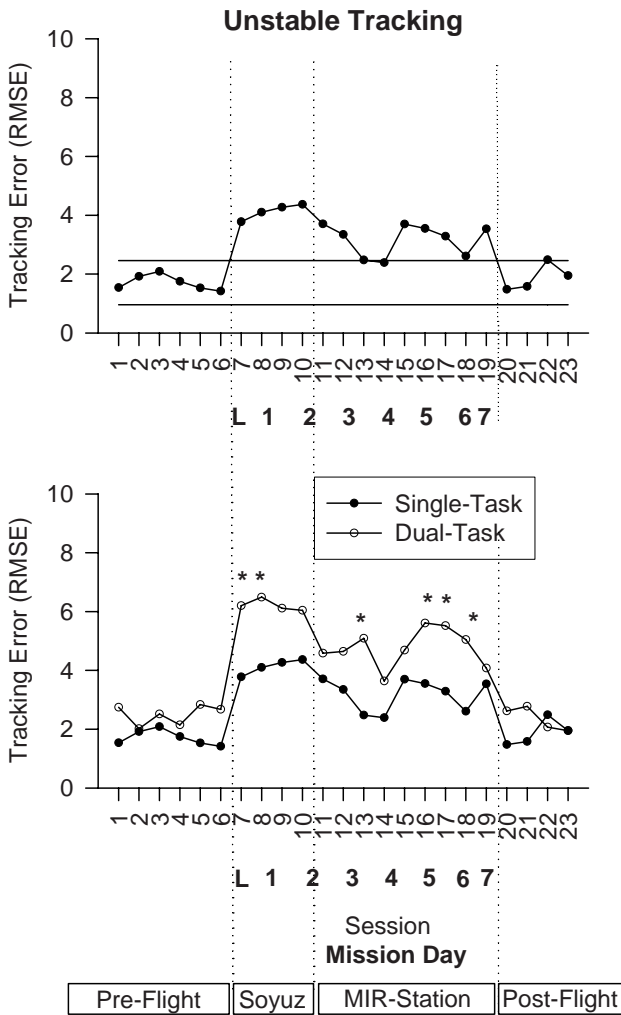 Unstable Tracking
Tracking Error (RMSE)
10
8
6
4
2
0
1 2 3 4 5 6 7 8 9 10 11 12 13 14 15 16 17 18 19 20 21 22 23
L 1 2 3 4 5 6 7
Tracking Error (RMSE)
10
8
6
4
2
0
Single-Task
Dual-Task
* * * * * *
1 2 3 4 5 6 7 8 9 10 11 12 13 14 15 16 17 18 19 20 21 22 23
L 1 2 3 4 5 6 7
Session
Mission Day
Pre-Flight Soyuz MIR-Station Post-Flight